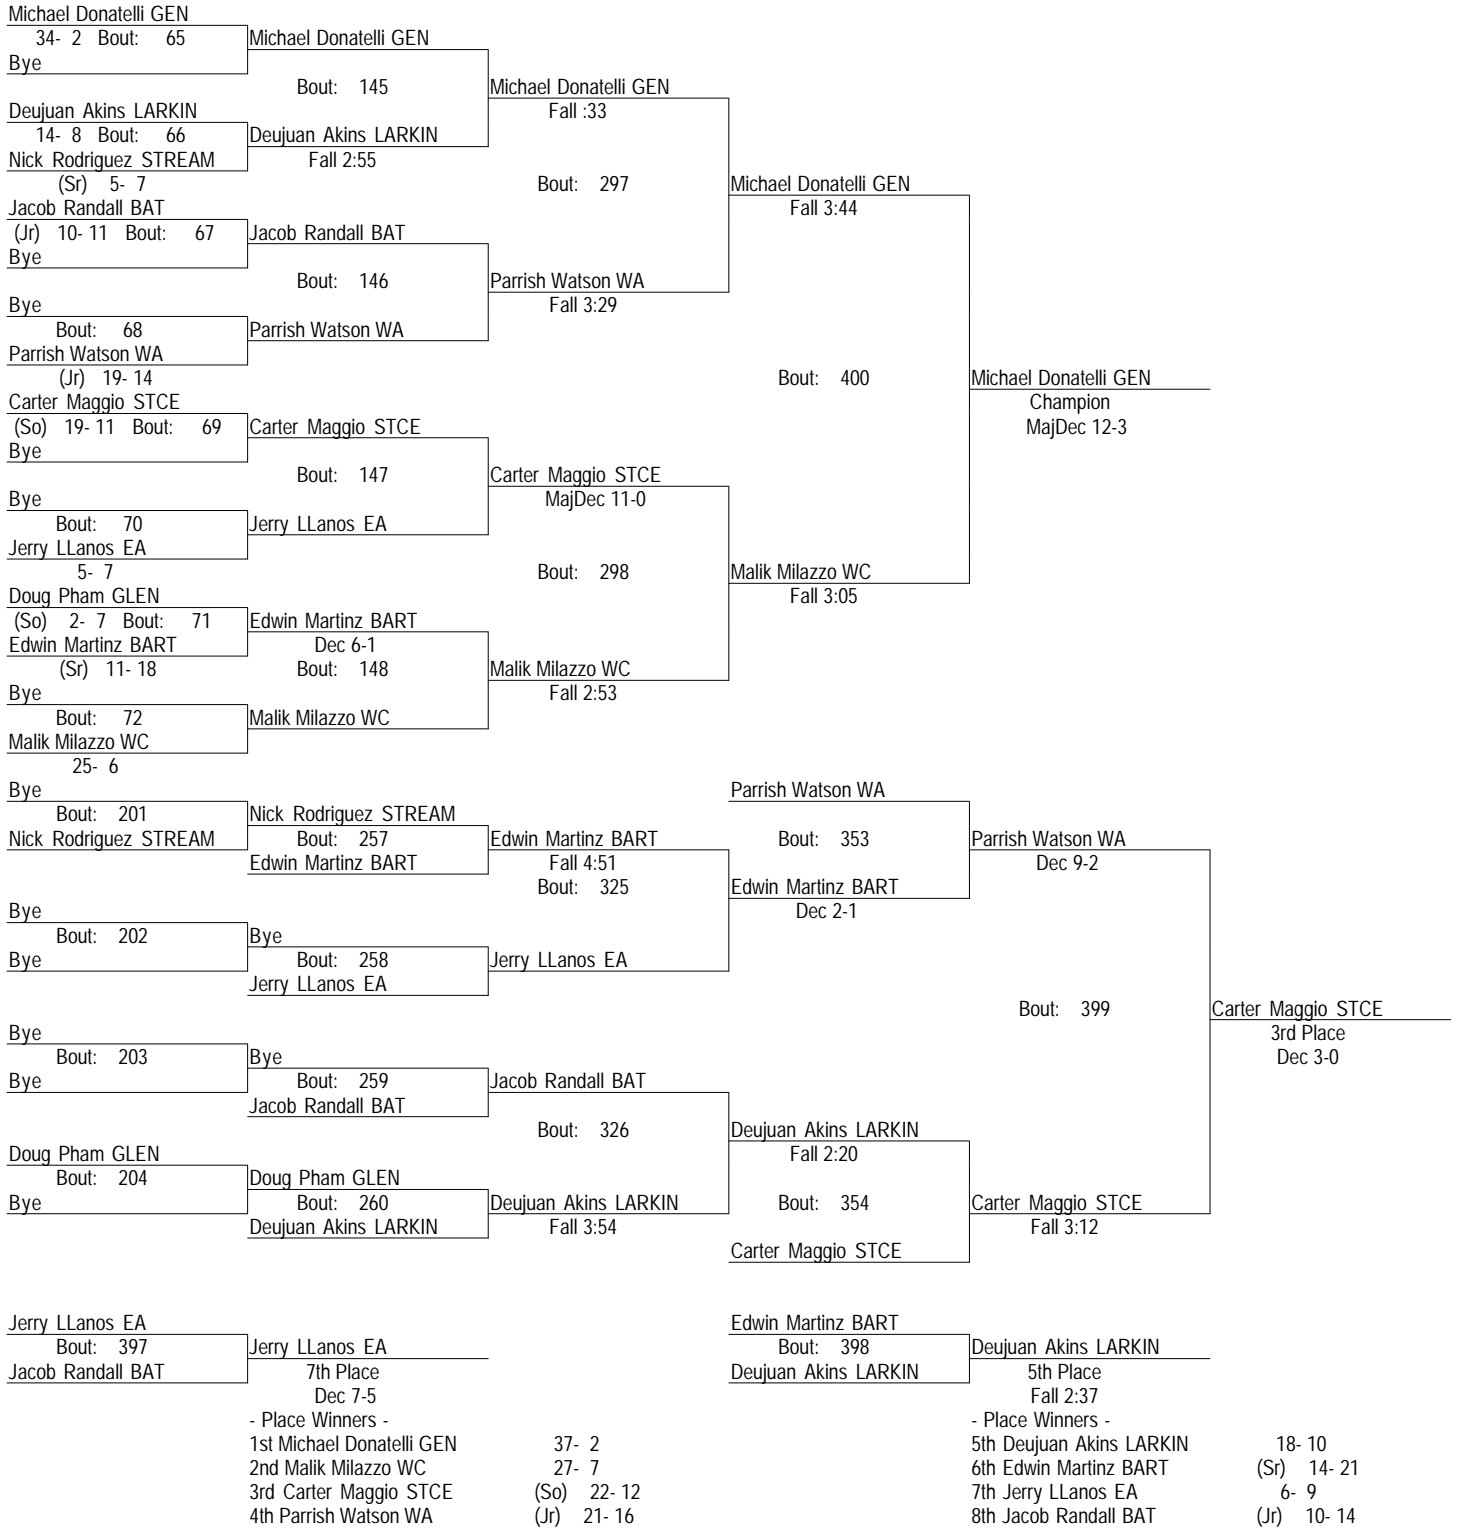 Michael Donatelli GEN
34- 2 Bout: 65 Michael Donatelli GEN
Bye
Bout: 145 Michael Donatelli GEN
Deujuan Akins LARKIN Fall :33
14- 8 Bout: 66 Deujuan Akins LARKIN
Nick Rodriguez STREAM Fall 2:55
(Sr) 5- 7 Bout: 297 Michael Donatelli GEN
Jacob Randall BAT Fall 3:44
(Jr) 10- 11 Bout: 67 Jacob Randall BAT
Bye
Bout: 146 Parrish Watson WA
Bye Fall 3:29
Bout: 68 Parrish Watson WA
Parrish Watson WA
(Jr) 19- 14 Bout: 400 Michael Donatelli GEN
Carter Maggio STCE Champion
(So) 19- 11 Bout: 69 Carter Maggio STCE MajDec 12-3
Bye
Bout: 147 Carter Maggio STCE
Bye MajDec 11-0
Bout: 70 Jerry LLanos EA
Jerry LLanos EA
5- 7 Bout: 298 Malik Milazzo WC
Doug Pham GLEN Fall 3:05
(So) 2- 7 Bout: 71 Edwin Martinz BART
Edwin Martinz BART Dec 6-1
(Sr) 11- 18 Bout: 148 Malik Milazzo WC
Bye Fall 2:53
Bout: 72 Malik Milazzo WC
Malik Milazzo WC
25- 6
Bye Parrish Watson WA
Bout: 201 Nick Rodriguez STREAM
Nick Rodriguez STREAM Bout: 257 Edwin Martinz BART Bout: 353 Parrish Watson WA
Edwin Martinz BART Fall 4:51 Dec 9-2
Bout: 325 Edwin Martinz BART
Bye Dec 2-1
Bout: 202 Bye
Bye Bout: 258 Jerry LLanos EA
Jerry LLanos EA
Bout: 399 Carter Maggio STCE
Bye 3rd Place
Bout: 203 Bye Dec 3-0
Bye Bout: 259 Jacob Randall BAT
Jacob Randall BAT
Bout: 326 Deujuan Akins LARKIN
Doug Pham GLEN Fall 2:20
Bout: 204 Doug Pham GLEN
Bye Bout: 260 Deujuan Akins LARKIN Bout: 354 Carter Maggio STCE
Deujuan Akins LARKIN Fall 3:54 Fall 3:12
Carter Maggio STCE
Jerry LLanos EA Edwin Martinz BART
Bout: 397 Jerry LLanos EA Bout: 398 Deujuan Akins LARKIN
Jacob Randall BAT 7th Place Deujuan Akins LARKIN 5th Place
Dec 7-5 Fall 2:37
- Place Winners - - Place Winners -
1st Michael Donatelli GEN 37- 2 5th Deujuan Akins LARKIN 18- 10
2nd Malik Milazzo WC 27- 7 6th Edwin Martinz BART (Sr) 14- 21
3rd Carter Maggio STCE (So) 22- 12 7th Jerry LLanos EA 6- 9
4th Parrish Watson WA (Jr) 21- 16 8th Jacob Randall BAT (Jr) 10- 14